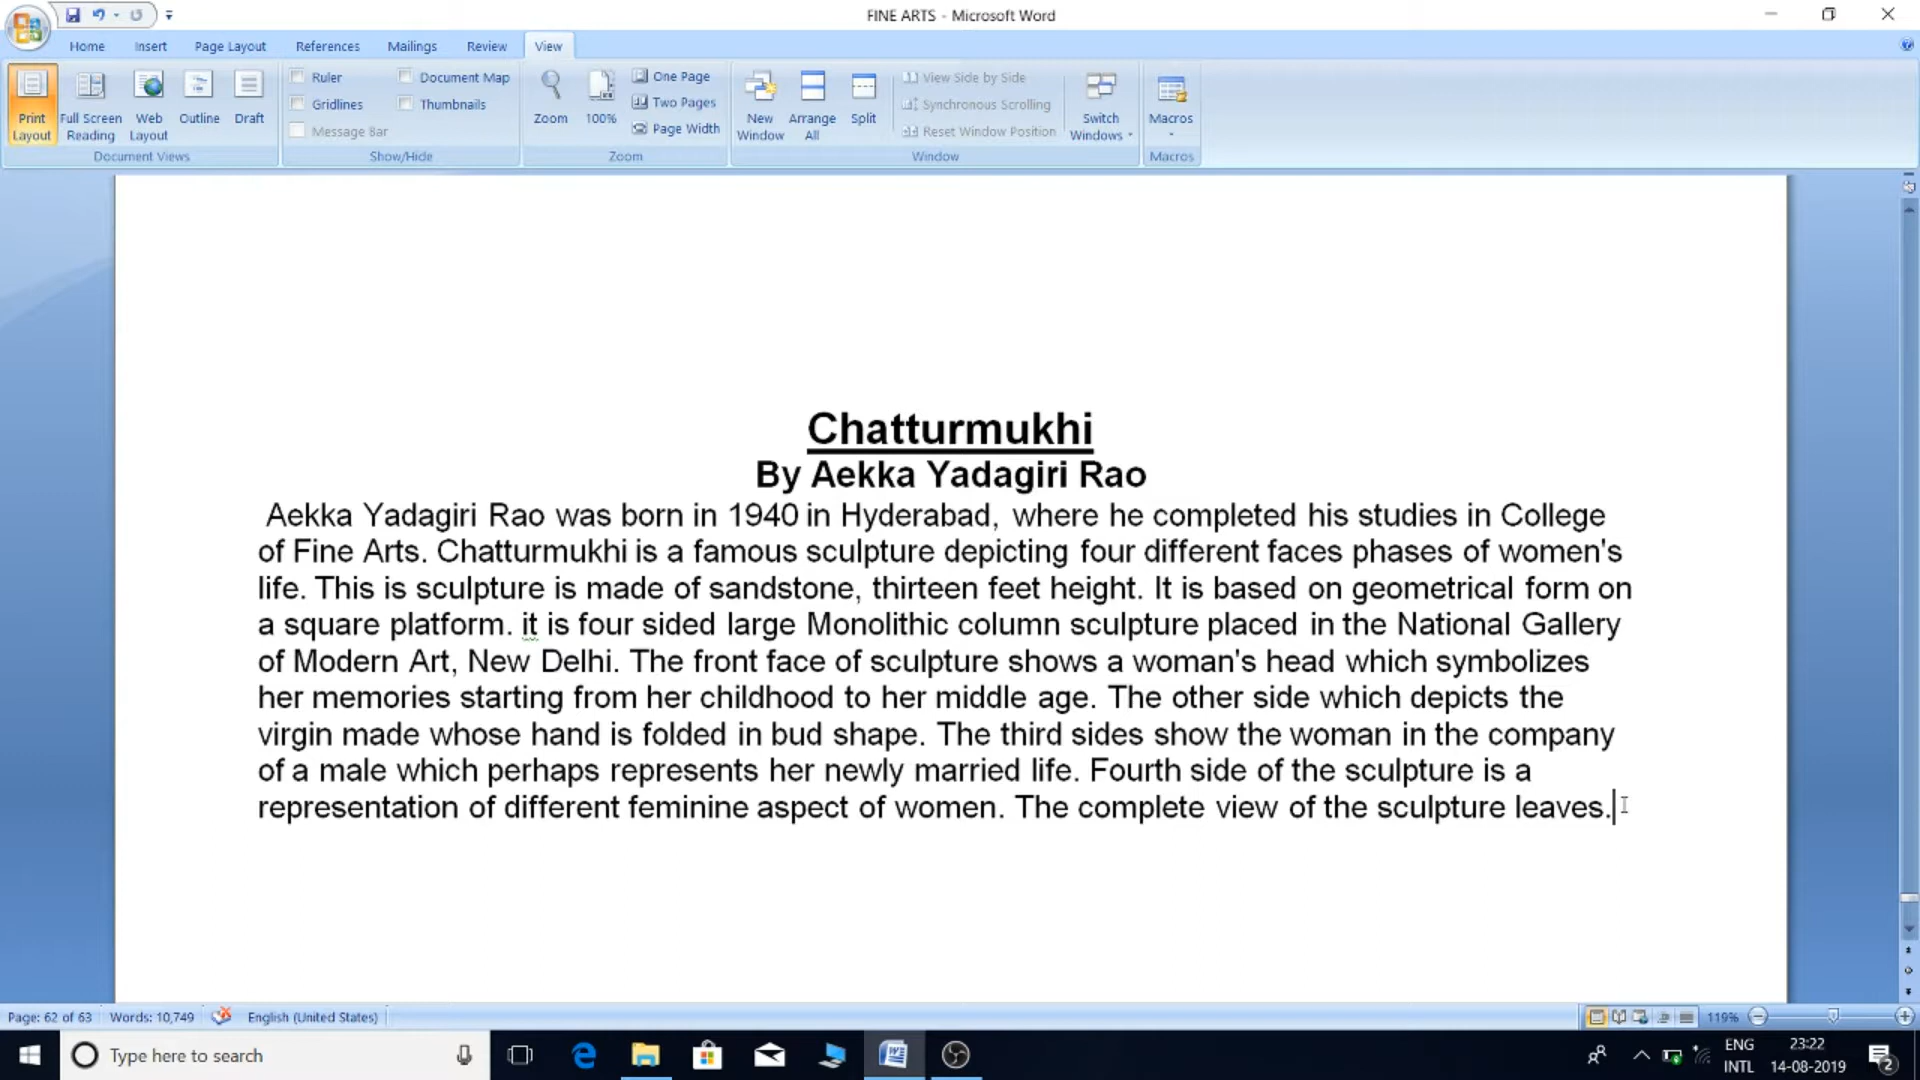 FINE ARTS - Microsoft Word
Home Insert Page Layout References Mailings Review View
Ruler Document Map One Page View Side by Side
Gridlines Thumbnails Two Pages Synchronous Scrolling
Message Bar Page Width Reset Window Position
Print Layout Full Screen Reading Web Layout Outline Draft Zoom 100% New Window Arrange All Split Switch Windows Macros
Document Views Show/Hide Zoom Window Macros
Chatturmukhi
By Aekka Yadagiri Rao
Aekka Yadagiri Rao was born in 1940 in Hyderabad, where he completed his studies in College
of Fine Arts. Chatturmukhi is a famous sculpture depicting four different faces phases of women's
life. This is sculpture is made of sandstone, thirteen feet height. It is based on geometrical form on
a square platform. it is four sided large Monolithic column sculpture placed in the National Gallery
of Modern Art, New Delhi. The front face of sculpture shows a woman's head which symbolizes
her memories starting from her childhood to her middle age. The other side which depicts the
virgin made whose hand is folded in bud shape. The third sides show the woman in the company
of a male which perhaps represents her newly married life. Fourth side of the sculpture is a
representation of different feminine aspect of women. The complete view of the sculpture leaves.
Page: 62 of 63 Words: 10,749 English (United States) 119%
Type here to search
ENG 23:22
INTL 14-08-2019 2